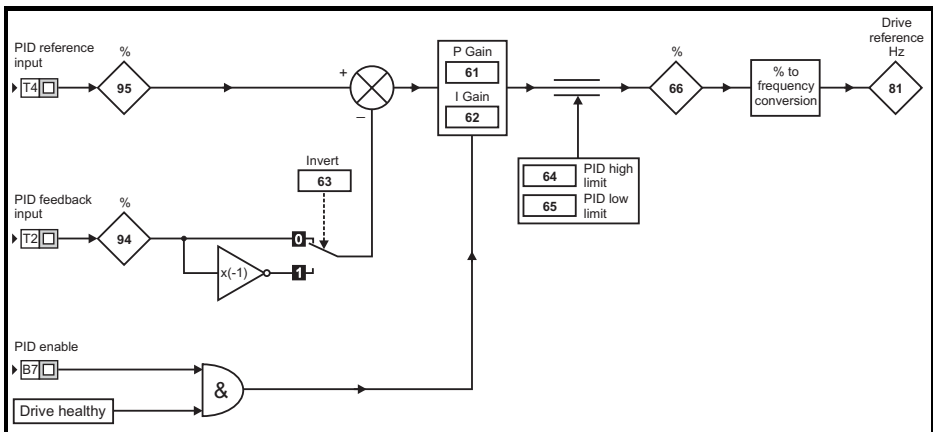 PID reference
input
T4
%
95
+
–
P Gain
61
I Gain
62
%
66
% to
frequency
conversion
Drive
reference
Hz
81
64
PID high
limit
65
PID low
limit
Invert
63
PID feedback
input
T2
%
94
0
x(-1)
1
PID enable
B7
&
Drive healthy